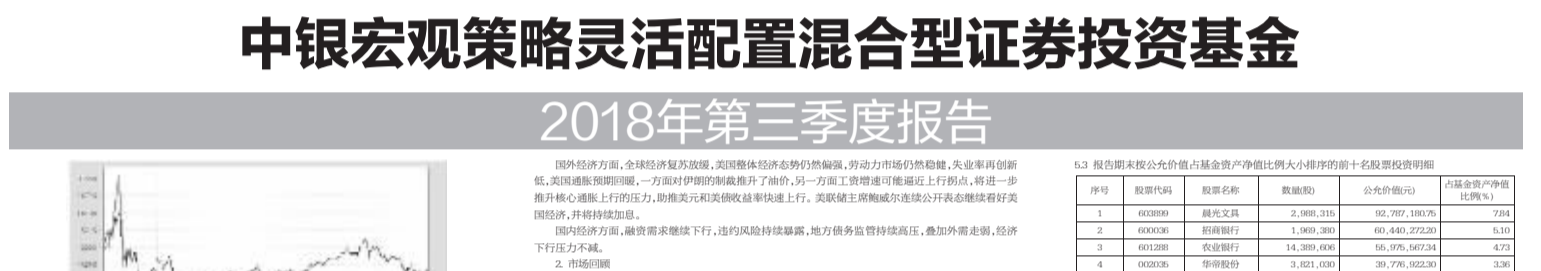 中银宏观策略灵活配置混合型证券投资基金
2018年第三季度报告
国外经济方面,全球经济复苏放缓,美国整体经济态势仍然偏强,劳动力市场仍然稳健,失业率再创新
低,美国通胀预期回暖,一方面对伊朗的制裁推升了油价,另一方面工资增速可能逼近上行拐点,将进一步
推升核心通胀上行的压力,助推美元和美债收益率快速上行。美联储主席鲍威尔连续公开表态继续看好美
国经济,并将持续加息。
国内经济方面,融资需求继续下行,违约风险持续暴露,地方债务监管持续高压,叠加外需走弱,经济
下行压力不减。
2. 市场回顾
5.3 报告期末按公允价值占基金资产净值比例大小排序的前十名股票投资明细
序号 股票代码 股票名称 数量(股) 公允价值(元) 占基金资产净值
比例(%)
1 603899 晨光文具 2,988,315 92,787,180.75 7.84
2 600036 招商银行 1,969,380 60,440,272.20 5.10
3 601288 农业银行 14,389,606 55,975,567.34 4.73
4 002035 华帝股份 3,821,030 39,776,922.30 3.36